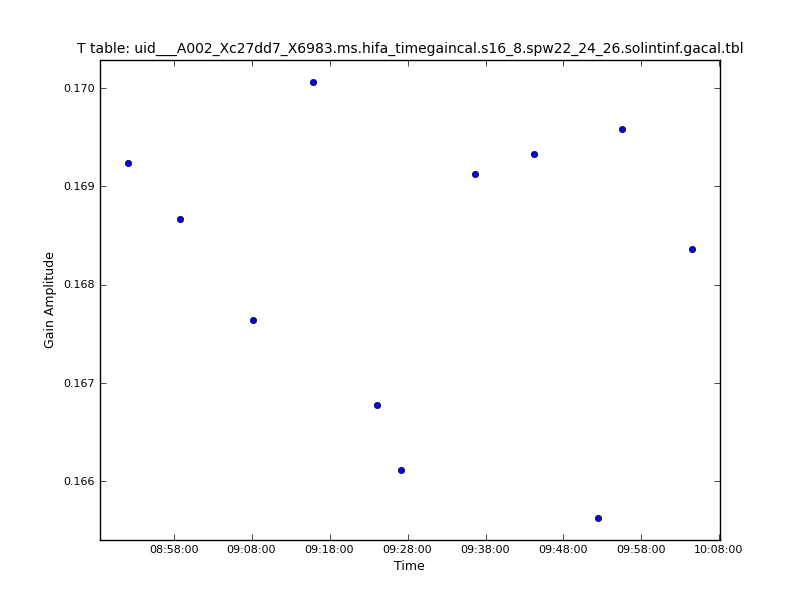 T table: uid___A002_Xc27dd7_X6983.ms.hifa_timegaincal.s16_8.spw22_24_26.solintinf.gacal.tbl
0.170
0.169
0.168
0.167
0.166
Gain Amplitude
08:58:00 09:08:00 09:18:00 09:28:00 09:38:00 09:48:00 09:58:00 10:08:00
Time